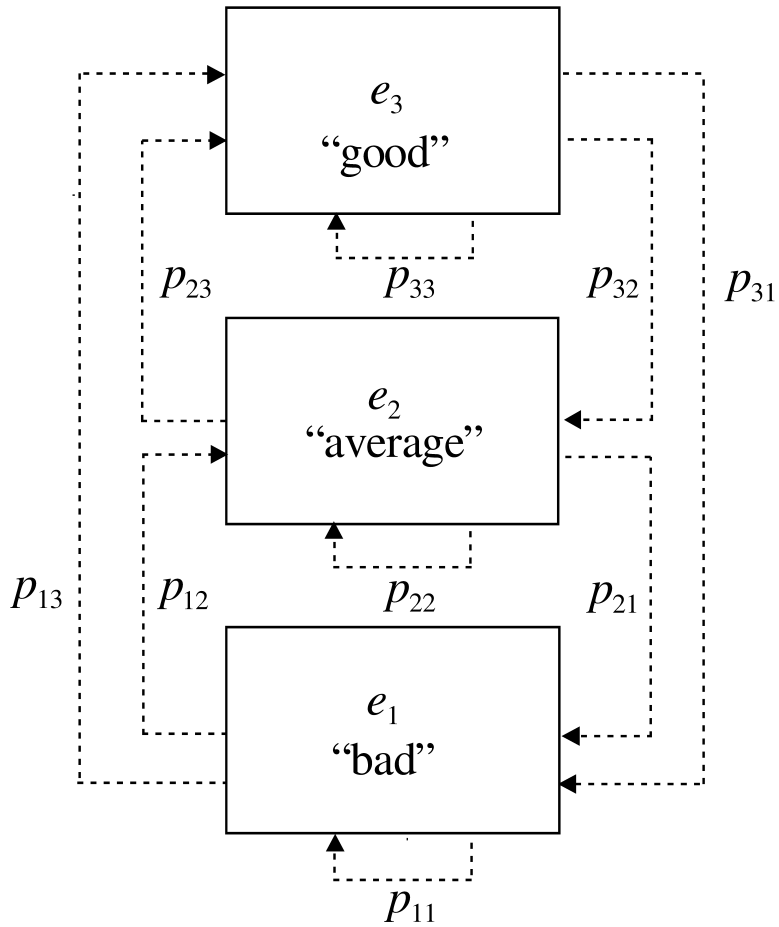 e₃
“good”
p₂₃
p₃₃
p₃₂
p₃₁
e₂
“average”
p₁₃
p₁₂
p₂₂
p₂₁
e₁
“bad”
p₁₁